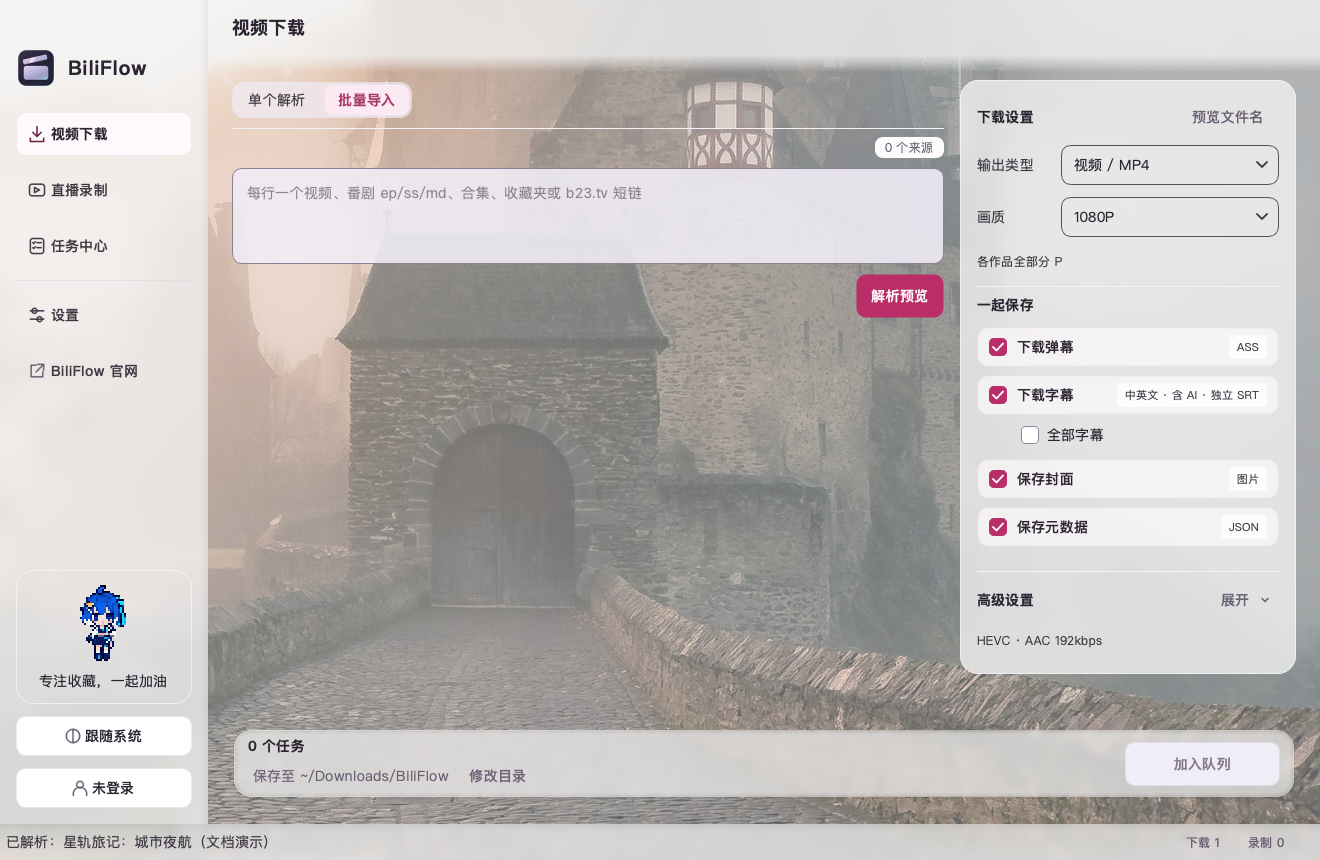 BiliFlow
视频下载
直播录制
任务中心
设置
BiliFlow 官网
专注收藏，一起加油
跟随系统
未登录
视频下载
单个解析
批量导入
0 个来源
每行一个视频、番剧 ep/ss/md、合集、收藏夹或 b23.tv 短链
解析预览
下载设置
预览文件名
输出类型
视频 / MP4
画质
1080P
各作品全部分 P
一起保存
下载弹幕
ASS
下载字幕
中英文 · 含 AI · 独立 SRT
全部字幕
保存封面
图片
保存元数据
JSON
高级设置
展开
HEVC · AAC 192kbps
0 个任务
保存至 ~/Downloads/BiliFlow
修改目录
加入队列
已解析：星轨旅记：城市夜航（文档演示）
下载 1
录制 0